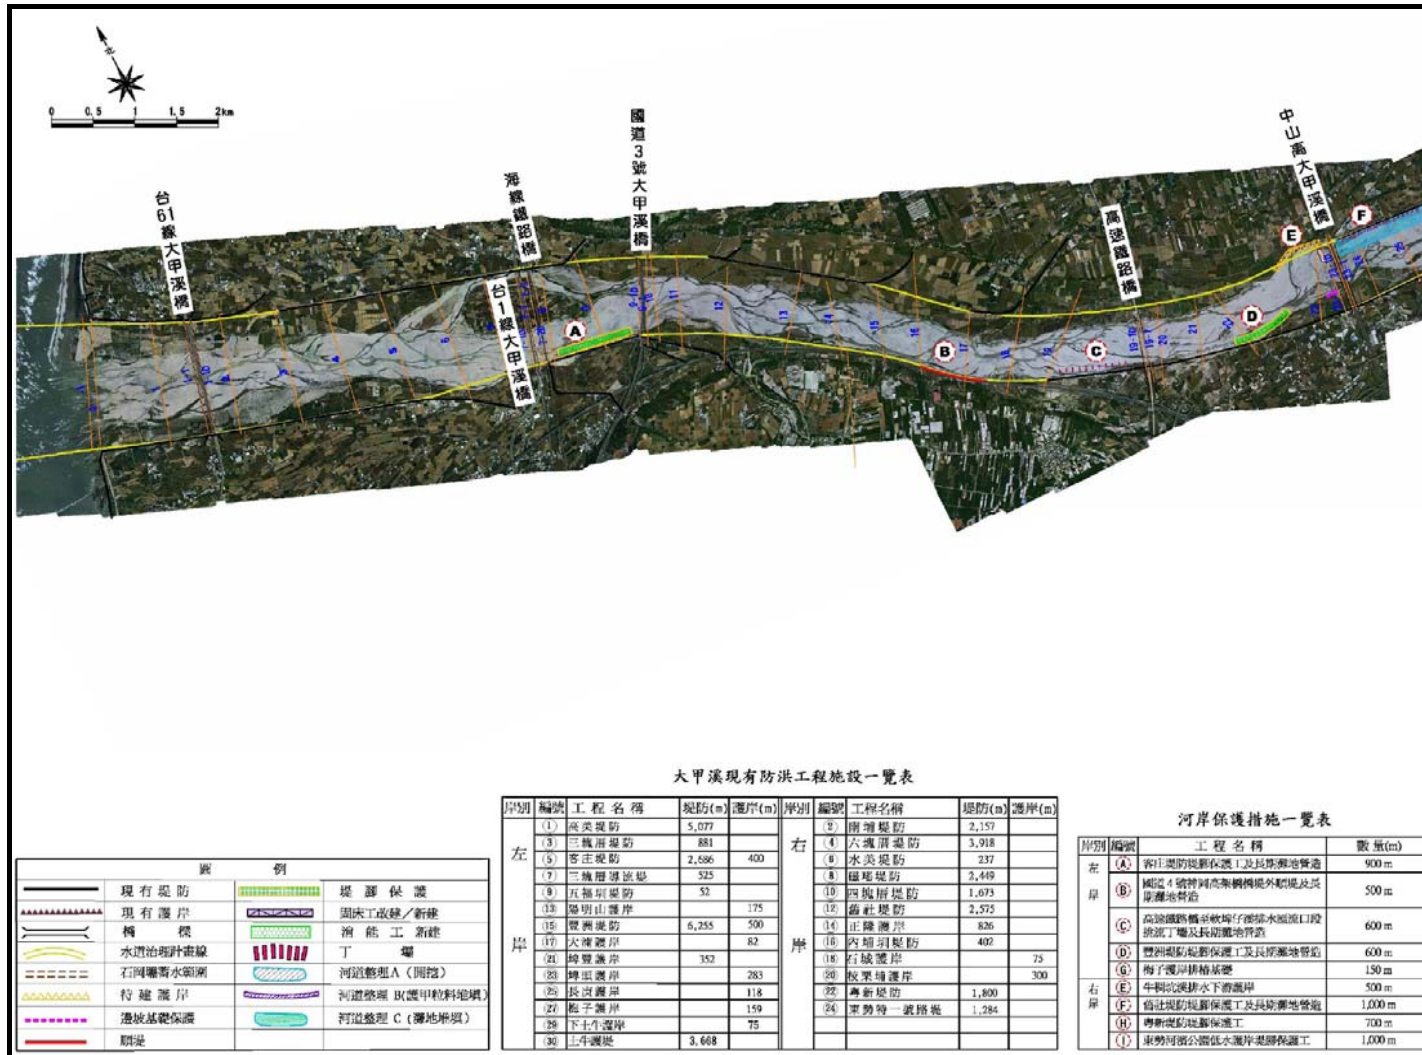 北
0 0.5 1 1.5 2km
台61線大甲溪橋
海線鐵路橋
台1線大甲溪橋
國道3號大甲溪橋
高速鐵路橋
中山高大甲溪橋
A
B
C
D
E
F
大甲溪現有防洪工程施設一覽表
岸別 編號 工程名稱 堤防(m) 護岸(m) 岸別 編號 工程名稱 堤防(m) 護岸(m)
左岸
① 高美堤防 5,077
③ 三塊厝堤防 881
⑤ 客庄堤防 2,686 400
⑦ 三塊厝導流堤 525
⑨ 五福圳堤防 52
⑬ 陽明山護岸 175
⑮ 豐洲堤防 6,255 500
⑰ 大湳護岸 82
㉑ 埤豐護岸 352
㉓ 埤頭護岸 283
㉕ 長庚護岸 118
㉗ 梅子護岸 159
㉙ 下土牛護岸 75
㉚ 土牛護堤 3,668
右岸
② 南埔堤防 2,157
④ 六塊厝堤防 3,918
⑥ 水美堤防 237
⑧ 磁磘堤防 2,449
⑩ 四塊厝堤防 1,673
⑫ 舊社堤防 2,575
⑭ 正隆護岸 826
⑯ 內埔圳堤防 402
⑱ 石城護岸 75
⑳ 校栗埔護岸 300
㉒ 粵新堤防 1,800
㉔ 東勢特一號路堤 1,284
河岸保護措施一覽表
岸別 編號 工程名稱 數量(m)
左岸
A 客庄堤防堤腳保護工及長期灘地營造 900 m
B 國道4號神岡高架橋橋堤外順堤及長期灘地營造 500 m
C 高速鐵路橋至軟埤仔溪排水匯流口段挑流丁壩及長期灘地營造 600 m
D 豐洲堤防堤腳保護工及長期灘地營造 600 m
G 梅子護岸排樁基礎 150 m
右岸
E 牛稠坑溪排水下游護岸 500 m
F 舊社堤防堤腳保護工及長期灘地營造 1,000 m
H 粵新堤防堤腳保護工 700 m
I 東勢河濱公園低水護岸堤腳保護工 1,000 m
圖例
現有堤防 堤腳保護
現有護岸 固床工改建／新建
橋樑 消能工新建
水道治理計畫線 丁壩
石岡壩蓄水範圍 河道整理A（開挖）
待建護岸 河道整理B(護甲粒料堆填)
邊坡基礎保護 河道整理C（灘地堆填）
順堤